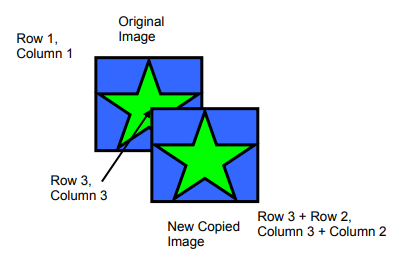 Original
Image
Row 1,
Column 1
Row 3,
Column 3
New Copied
Image
Row 3 + Row 2,
Column 3 + Column 2